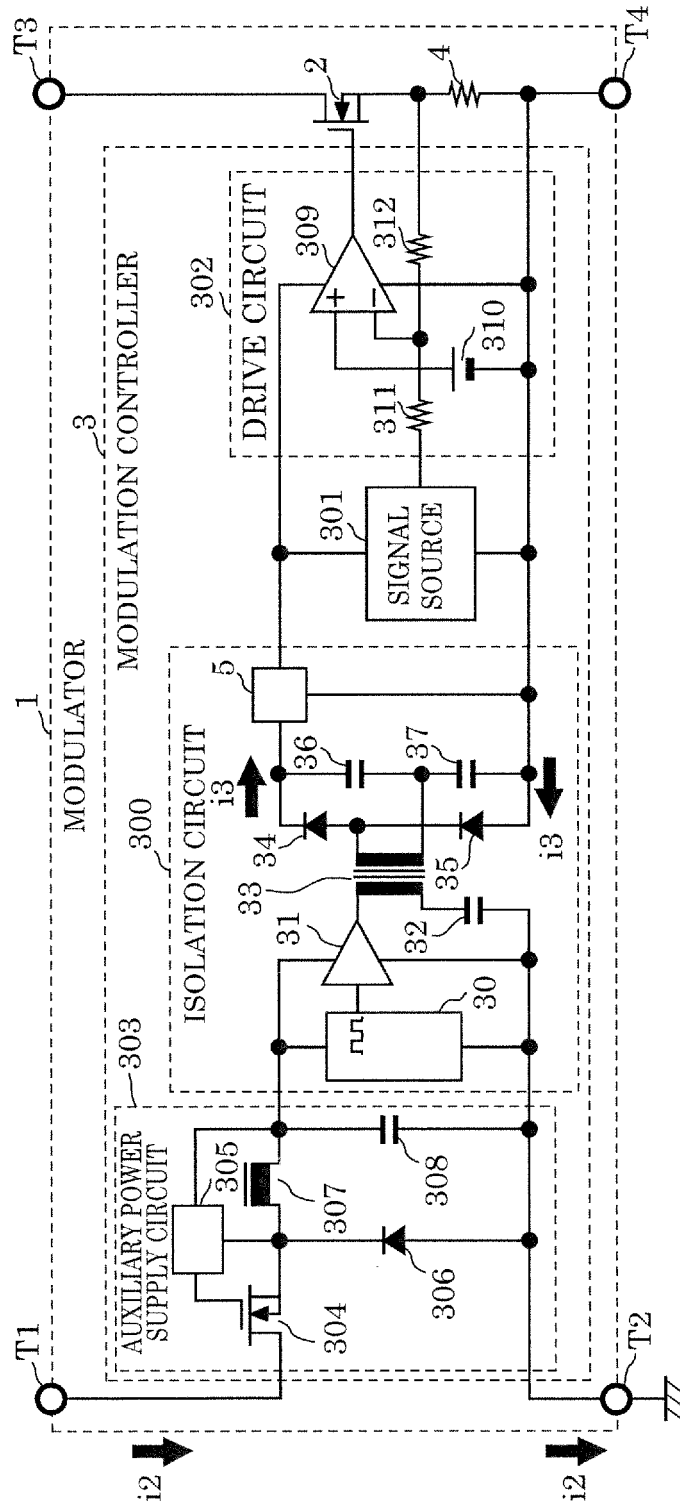 1
MODULATOR
3
MODULATION CONTROLLER
T1
T2
T3
T4
i2
i2
303
AUXILIARY POWER
SUPPLY CIRCUIT
305
304
307
306
308
300
ISOLATION CIRCUIT
30
31
32
33
34
35
36
37
i3
i3
5
301
SIGNAL
SOURCE
302
DRIVE CIRCUIT
309
+
−
310
311
312
2
4